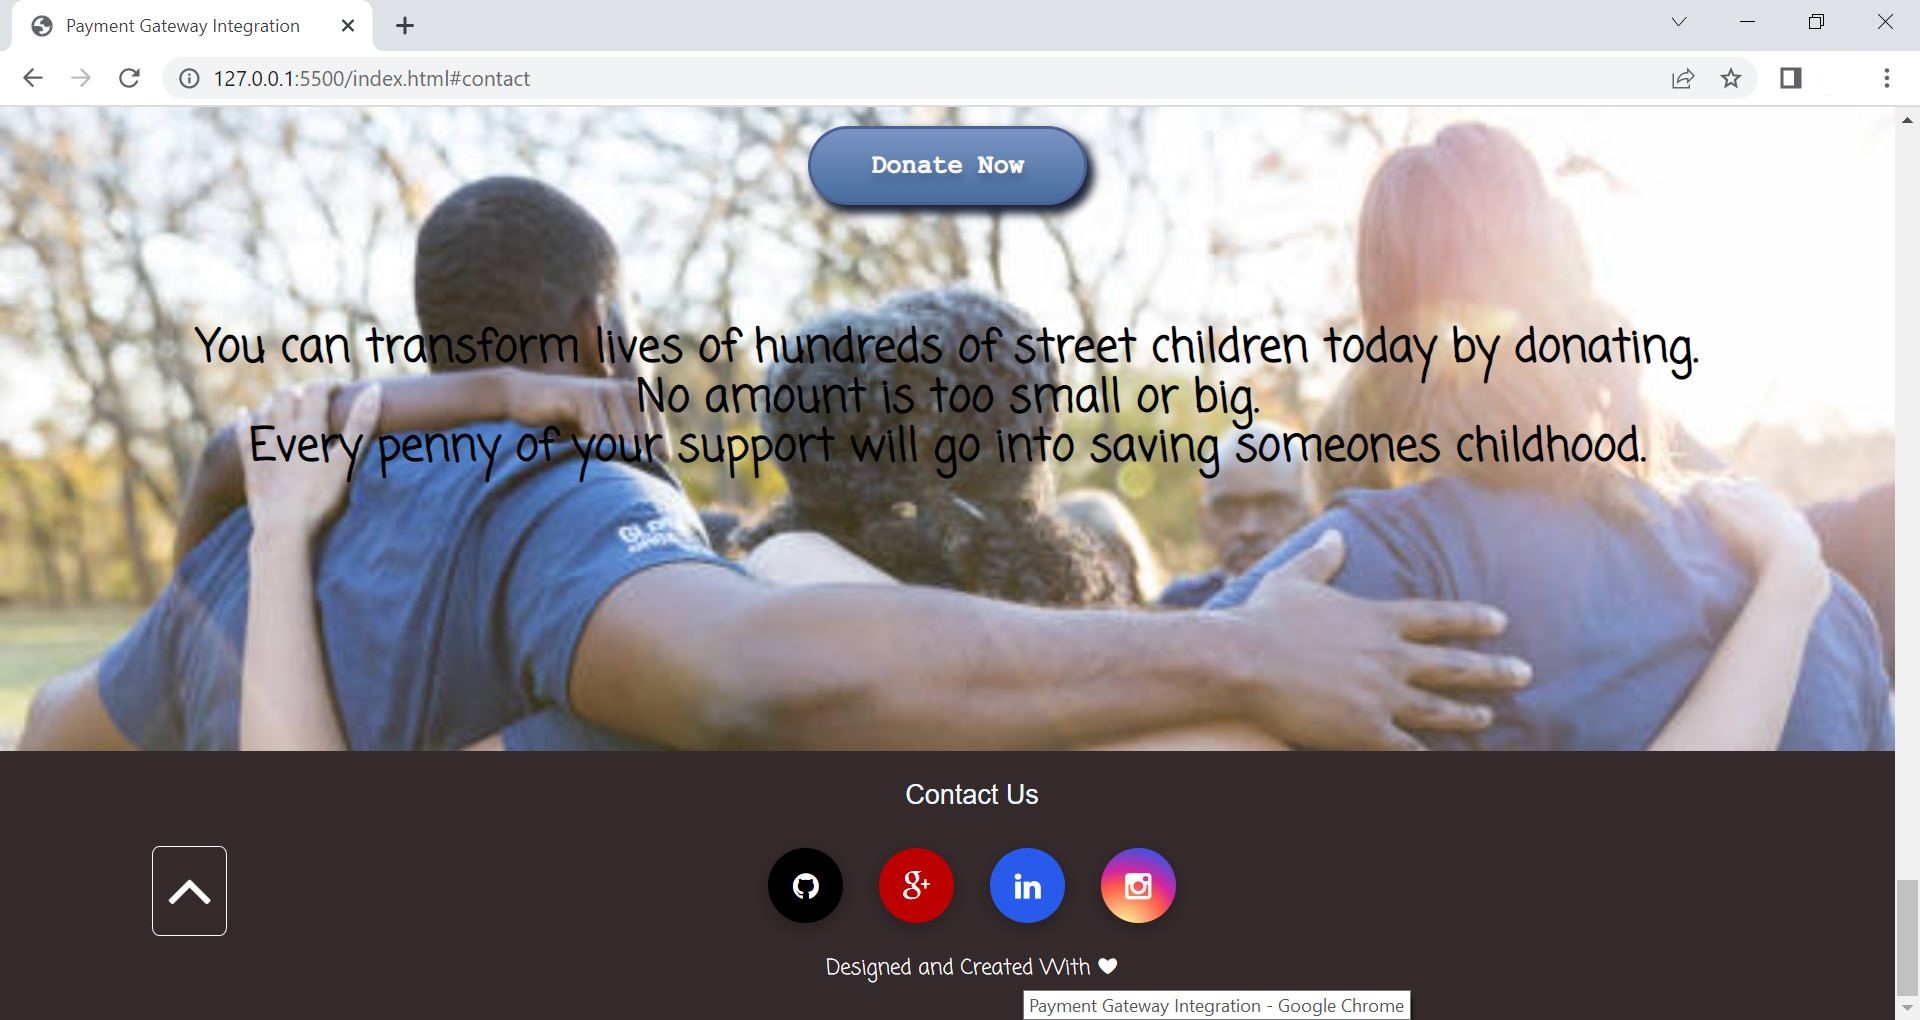 Payment Gateway Integration
127.0.0.1:5500/index.html#contact
Donate Now
You can transform lives of hundreds of street children today by donating.
No amount is too small or big.
Every penny of your support will go into saving someones childhood.
Contact Us
g+
in
Designed and Created With
Payment Gateway Integration - Google Chrome